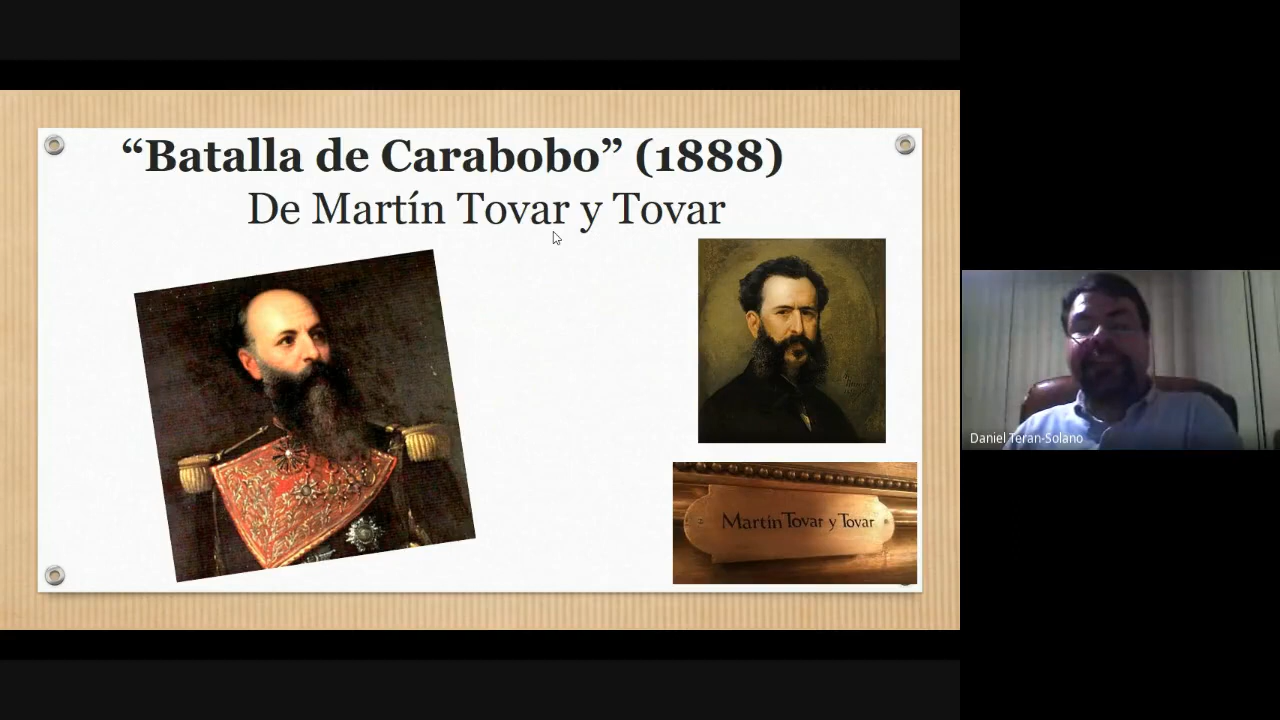 “Batalla de Carabobo” (1888)
De Martín Tovar y Tovar
Martín Tovar y Tovar
Daniel Teran-Solano